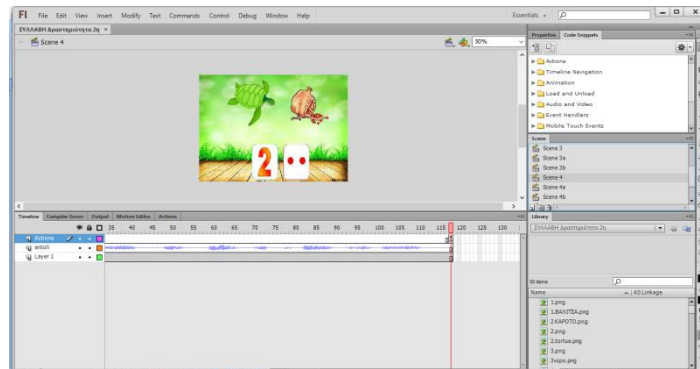 Fl File Edit View Insert Modify Text Commands Control Debug Window Help Essentials
ΣΥΛΛΑΒΗ Δραστηριότητα 2η ×
Scene 4 50%
2
Properties Code Snippets
Actions
Timeline Navigation
Animation
Load and Unload
Audio and Video
Event Handlers
Mobile Touch Events
Scene
Scene 3
Scene 3a
Scene 3b
Scene 4
Scene 4a
Scene 4b
Timeline Compiler Errors Output Motion Editor Actions
35 40 45 50 55 60 65 70 75 80 85 90 95 100 105 110 115 120 125 130
Actions
entoli
Layer 1
Library
ΣΥΛΛΑΒΗ Δραστηριότητα 2η
50 items
Name AS Linkage
1.png
1.ΒΑΛΙΤΣΑ.png
2.ΚΑΡΟΤΟ.png
2.png
2.tortue.png
3.png